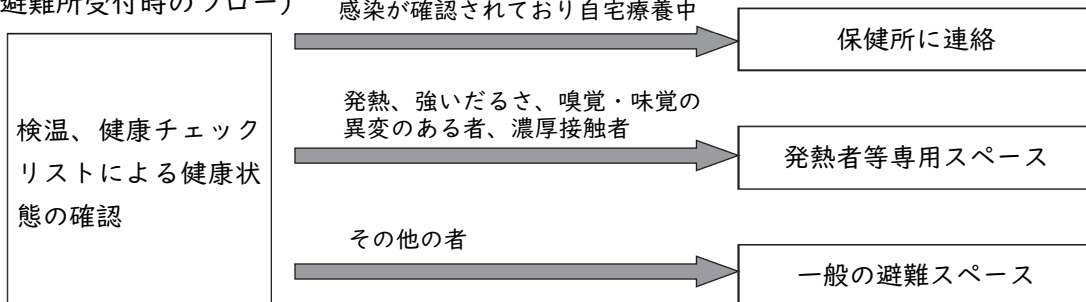 避難所受付時のフロー）
感染が確認されており自宅療養中
保健所に連絡
検温、健康チェック
リストによる健康状
態の確認
発熱、強いだるさ、嗅覚・味覚の
異変のある者、濃厚接触者
発熱者等専用スペース
その他の者
一般の避難スペース